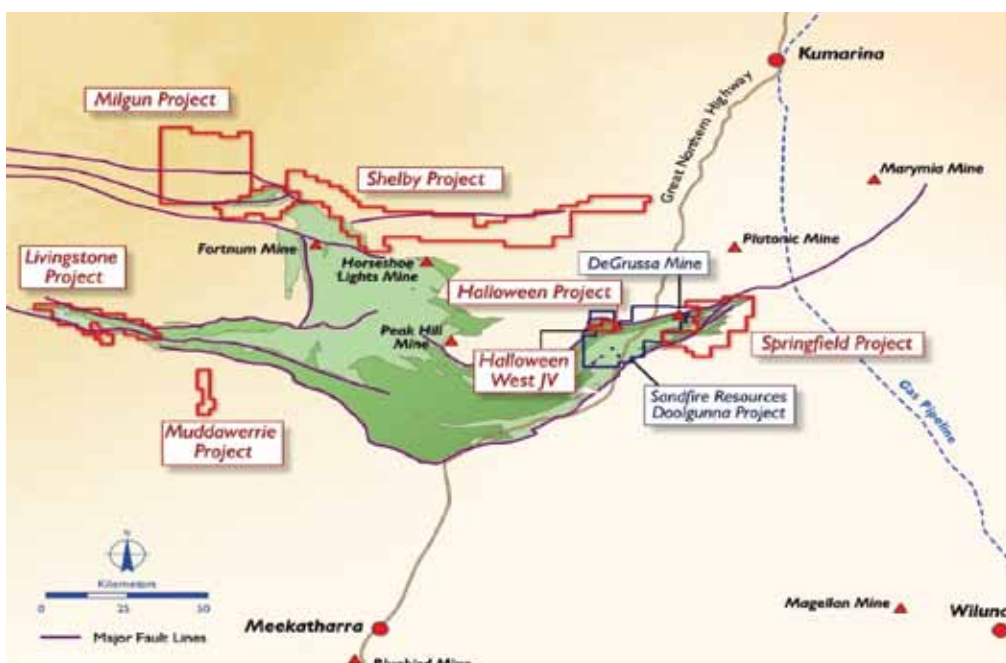 Kumarina
Milgun Project
Great Northern Highway
Marymia Mine
Shelby Project
Fortnum Mine
Plutonic Mine
Livingstone
Project
Horseshoe
Lights Mine
DeGrussa Mine
Halloween Project
Peak Hill
Mine
Halloween
West JV
Springfield Project
Sandfire Resources
Doolgunna Project
Gas Pipeline
Muddawerrie
Project
N
Kilometers
0
25
50
Major Fault Lines
Meekatharra
Magellan Mine